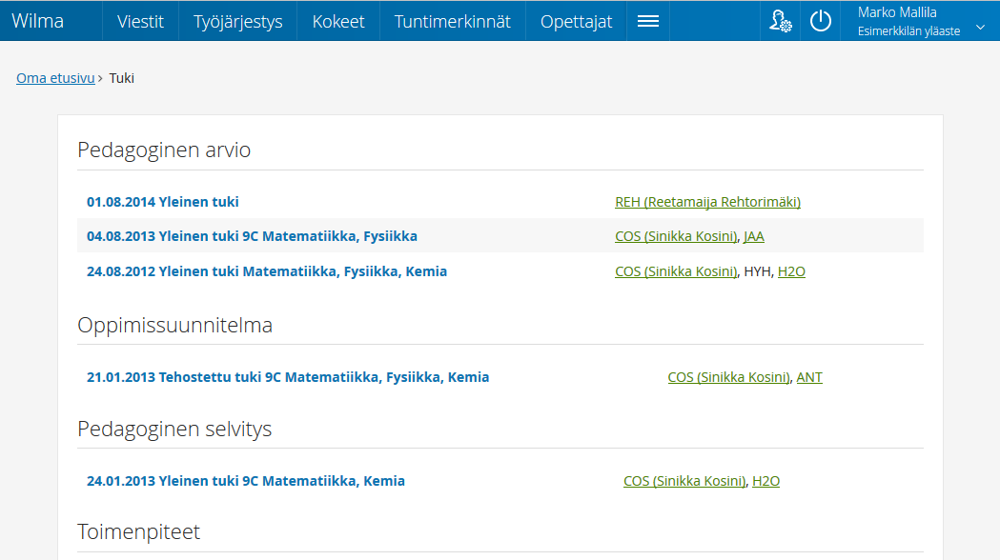 Wilma Viestit Työjärjestys Kokeet Tuntimerkinnät Opettajat Marko Mallila
Esimerkkilän yläaste
Oma etusivu › Tuki
Pedagoginen arvio
01.08.2014 Yleinen tuki REH (Reetamaija Rehtorimäki)
04.08.2013 Yleinen tuki 9C Matematiikka, Fysiikka COS (Sinikka Kosini), JAA
24.08.2012 Yleinen tuki Matematiikka, Fysiikka, Kemia COS (Sinikka Kosini), HYH, H2O
Oppimissuunnitelma
21.01.2013 Tehostettu tuki 9C Matematiikka, Fysiikka, Kemia COS (Sinikka Kosini), ANT
Pedagoginen selvitys
24.01.2013 Yleinen tuki 9C Matematiikka, Kemia COS (Sinikka Kosini), H2O
Toimenpiteet